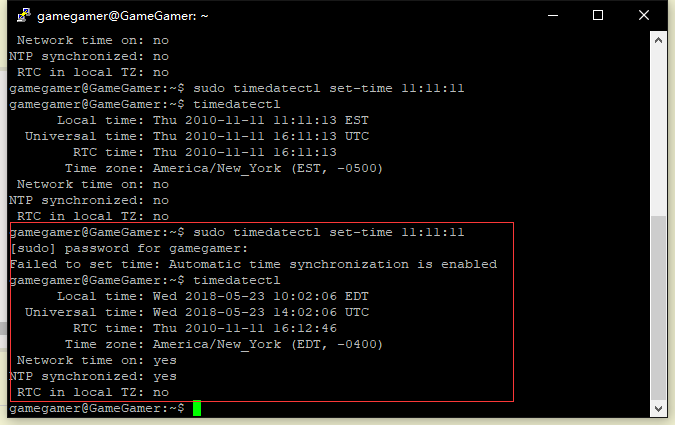 gamegamer@GameGamer: ~
Network time on: no
NTP synchronized: no
RTC in local TZ: no
gamegamer@GameGamer:~$ sudo timedatectl set-time 11:11:11
gamegamer@GameGamer:~$ timedatectl
Local time: Thu 2010-11-11 11:11:13 EST
Universal time: Thu 2010-11-11 16:11:13 UTC
RTC time: Thu 2010-11-11 16:11:13
Time zone: America/New_York (EST, -0500)
Network time on: no
NTP synchronized: no
RTC in local TZ: no
gamegamer@GameGamer:~$ sudo timedatectl set-time 11:11:11
[sudo] password for gamegamer:
Failed to set time: Automatic time synchronization is enabled
gamegamer@GameGamer:~$ timedatectl
Local time: Wed 2018-05-23 10:02:06 EDT
Universal time: Wed 2018-05-23 14:02:06 UTC
RTC time: Thu 2010-11-11 16:12:46
Time zone: America/New_York (EDT, -0400)
Network time on: yes
NTP synchronized: yes
RTC in local TZ: no
gamegamer@GameGamer:~$